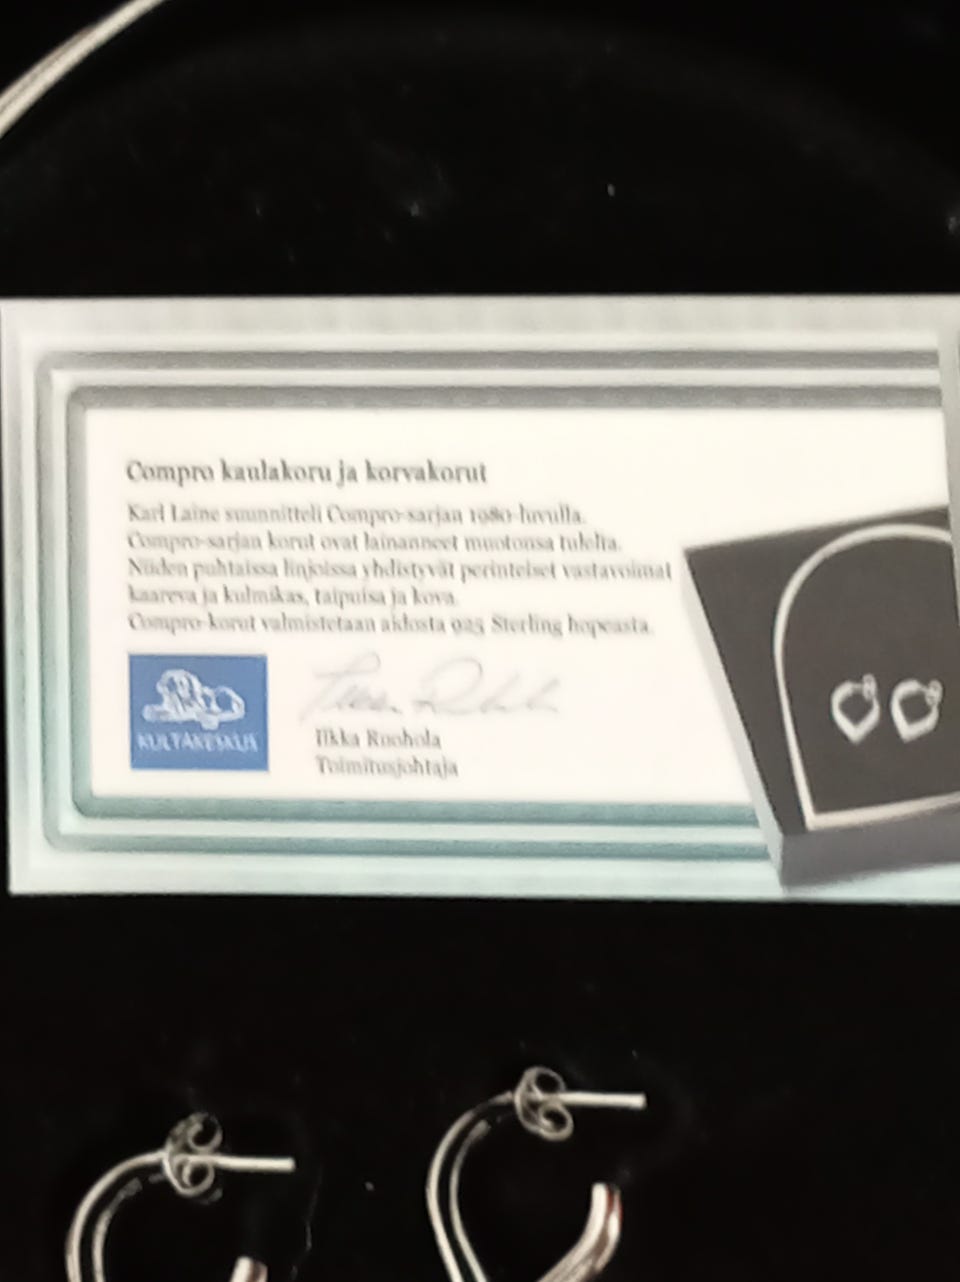 Compro kaulakoru ja korvakorut
Karl Laine suunnitteli Compro-sarjan 1980-luvulla.
Compro-sarjan korut ovat lainanneet muotonsa tulelta.
Niiden puhtaissa linjoissa yhdistyvät perinteiset vastavoimat
kaareva ja kulmikas, taipuisa ja kova.
Compro-korut valmistetaan aidosta 925 Sterling hopeasta.
KULTAKESKUS
Ilkka Ruohola
Toimitusjohtaja